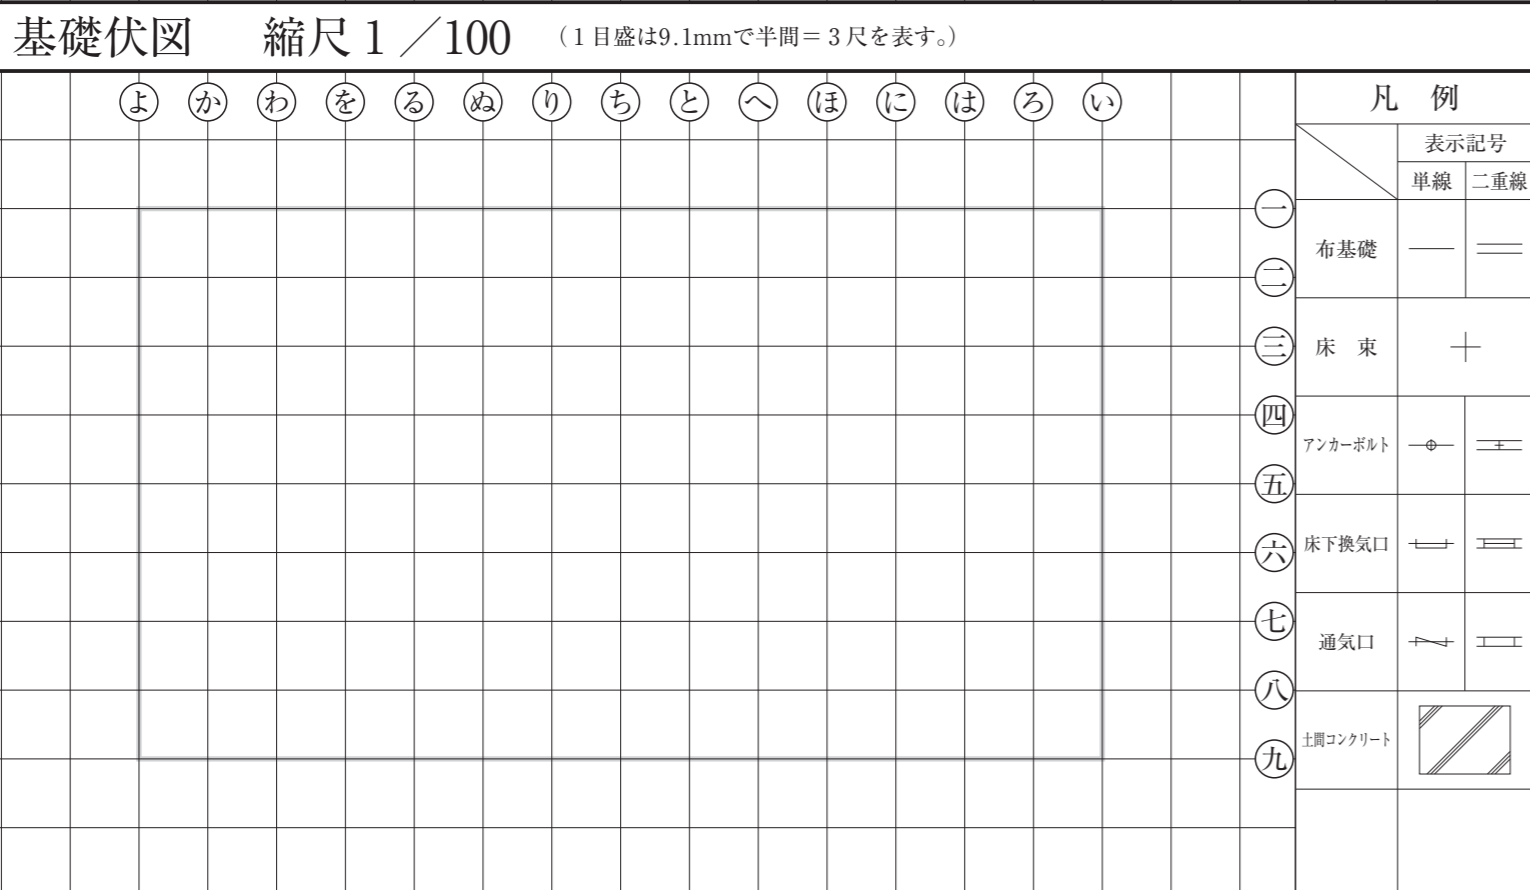 基礎伏図　縮尺１／100　（１目盛は9.1mmで半間＝３尺を表す。）
よ か わ を る ぬ り ち と へ ほ に は ろ い
凡　例
表示記号
単線 二重線
一
二
三
四
五
六
七
八
九
布基礎
床　束
アンカーボルト
床下換気口
通気口
土間コンクリート